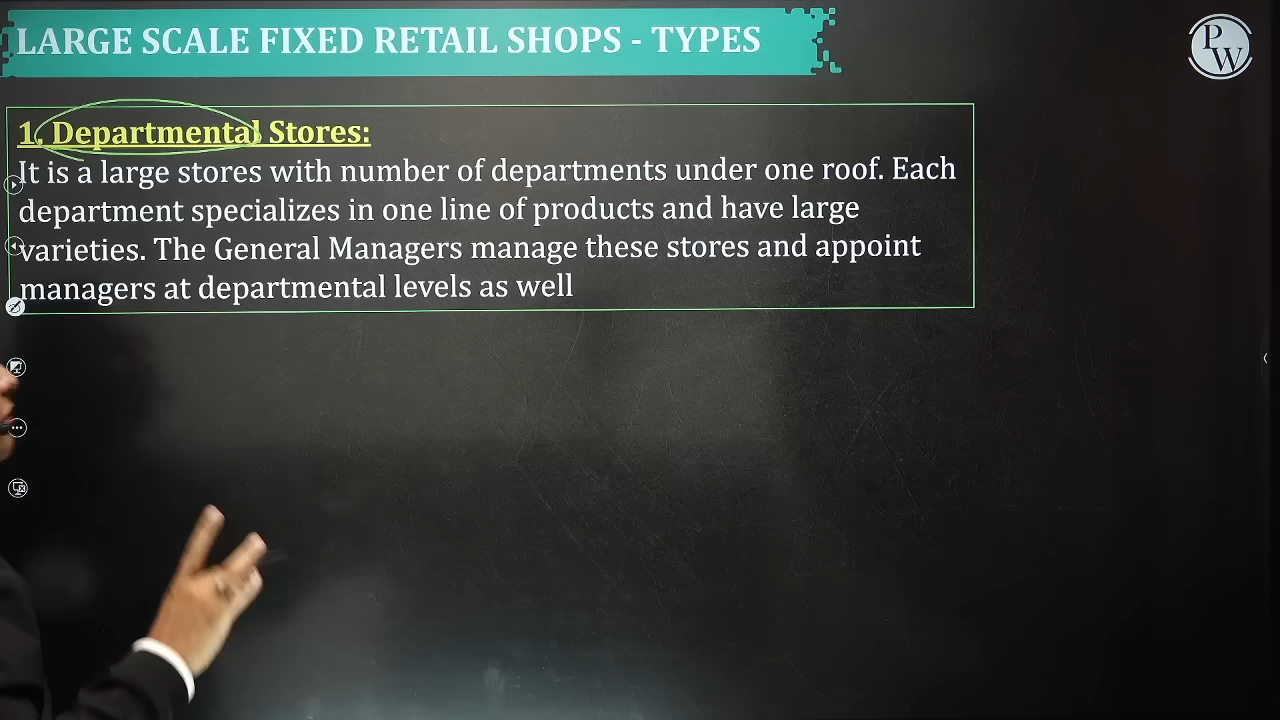 LARGE SCALE FIXED RETAIL SHOPS - TYPES
PW
1. Departmental Stores:
It is a large stores with number of departments under one roof. Each
department specializes in one line of products and have large
varieties. The General Managers manage these stores and appoint
managers at departmental levels as well